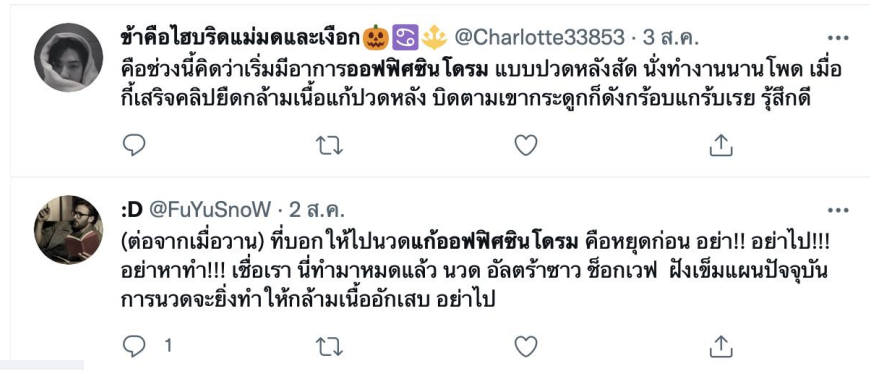 ข้าคือไฮบริดแม่มดและเงือก🎃♋🔱 @Charlotte33853 · 3 ส.ค.
คือช่วงนี้คิดว่าเริ่มมีอาการออฟฟิศซินโดรม แบบปวดหลังสัด นั่งทำงานนานโพด เมื่อ
กี้เสริจคลิปยืดกล้ามเนื้อแก้ปวดหลัง บิดตามเขากระดูกก็ดังกร้อบแกร้บเรย รู้สึกดี
:D @FuYuSnoW · 2 ส.ค.
(ต่อจากเมื่อวาน) ที่บอกให้ไปนวดแก้ออฟฟิศซินโดรม คือหยุดก่อน อย่า!! อย่าไป!!!
อย่าหาทำ!!! เชื่อเรา นี่ทำมาหมดแล้ว นวด อัลตร้าซาว ช็อกเวฟ ฝังเข็มแผนปัจจุบัน
การนวดจะยิ่งทำให้กล้ามเนื้ออักเสบ อย่าไป
1